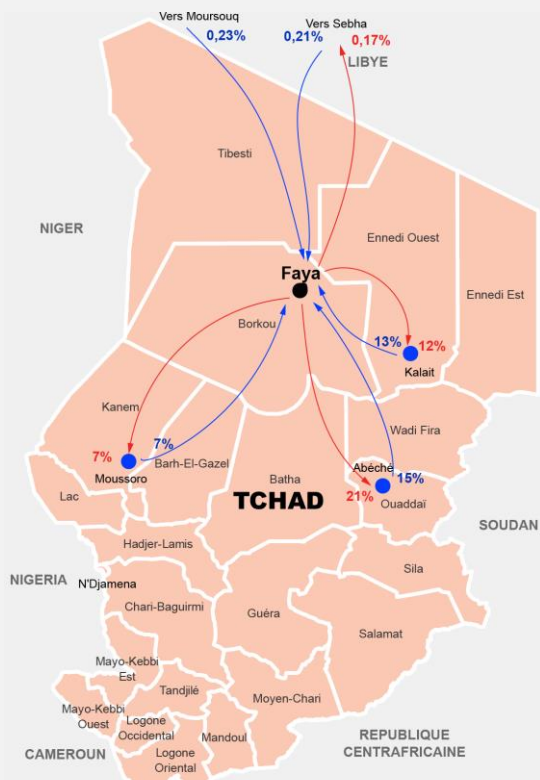 Vers Moursouq
Vers Sebha
0,23%
0,21%
0,17%
LIBYE
Tibesti
NIGER
Ennedi Ouest
Faya
Ennedi Est
Borkou
13%
12%
Kalait
Kanem
Wadi Fira
7%
7%
Moussoro
Barh-El-Gazel
Batha
Abéché
15%
21%
Ouaddaï
Lac
TCHAD
SOUDAN
Hadjer-Lamis
NIGERIA
N'Djamena
Sila
Chari-Baguirmi
Guéra
Salamat
Mayo-Kebbi
Est
Tandjilé
Moyen-Chari
Mayo-Kebbi
Ouest
Logone
Occidental
Mandoul
REPUBLIQUE
CENTRAFRICAINE
CAMEROUN
Logone
Oriental